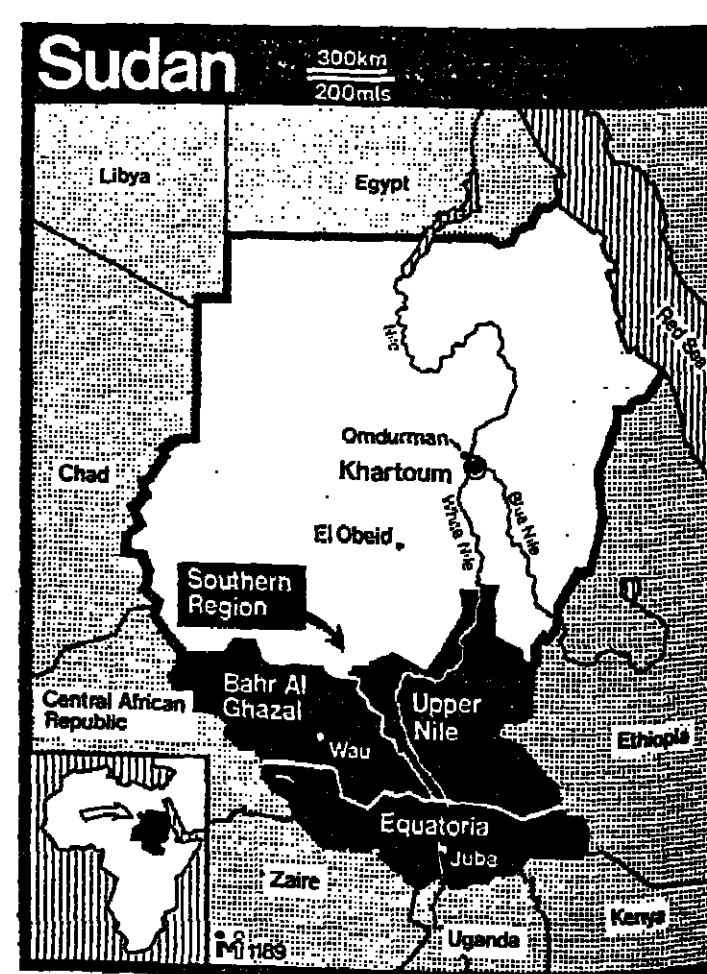 Sudan
300km
200mls
Libya
Egypt
Red Sea
Nile
Omdurman
Khartoum
Chad
White Nile
Blue Nile
El Obeid
Southern
Region
Bahr Al
Ghazal
Upper
Nile
Central African
Republic
Wau
Ethiopia
Equatoria
Juba
Zaire
Kenya
Uganda
1189